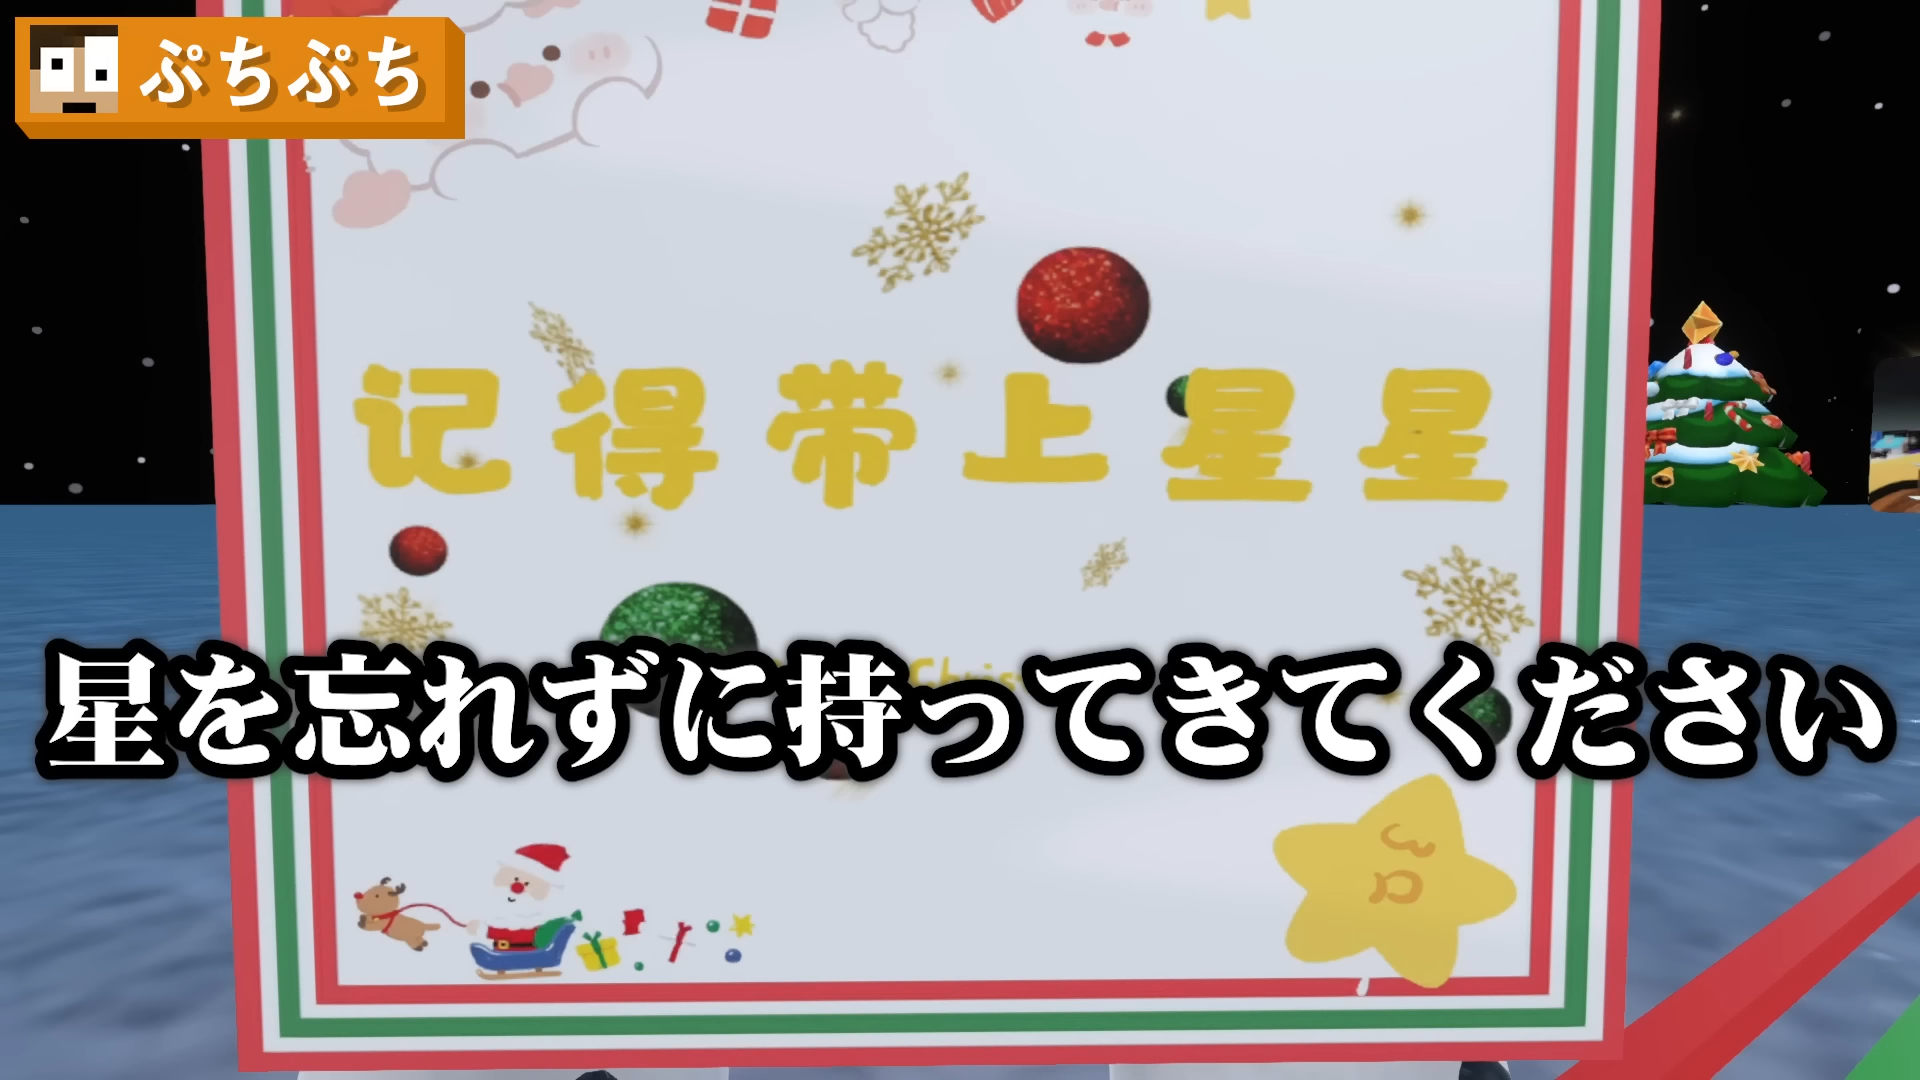 ぷちぷち
记得带上星星
星を忘れずに持ってきてください